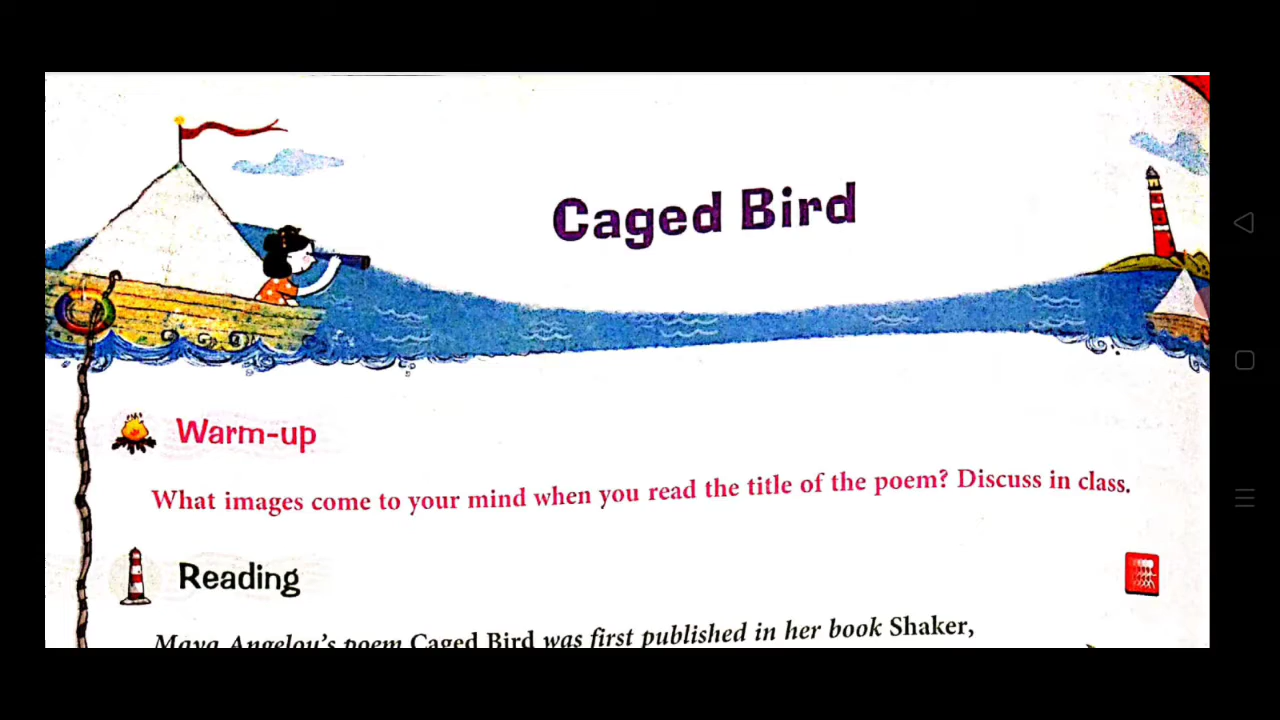 Caged Bird
Warm-up
What images come to your mind when you read the title of the poem? Discuss in class.
Reading
Maya Angelou's poem Caged Bird was first published in her book Shaker,